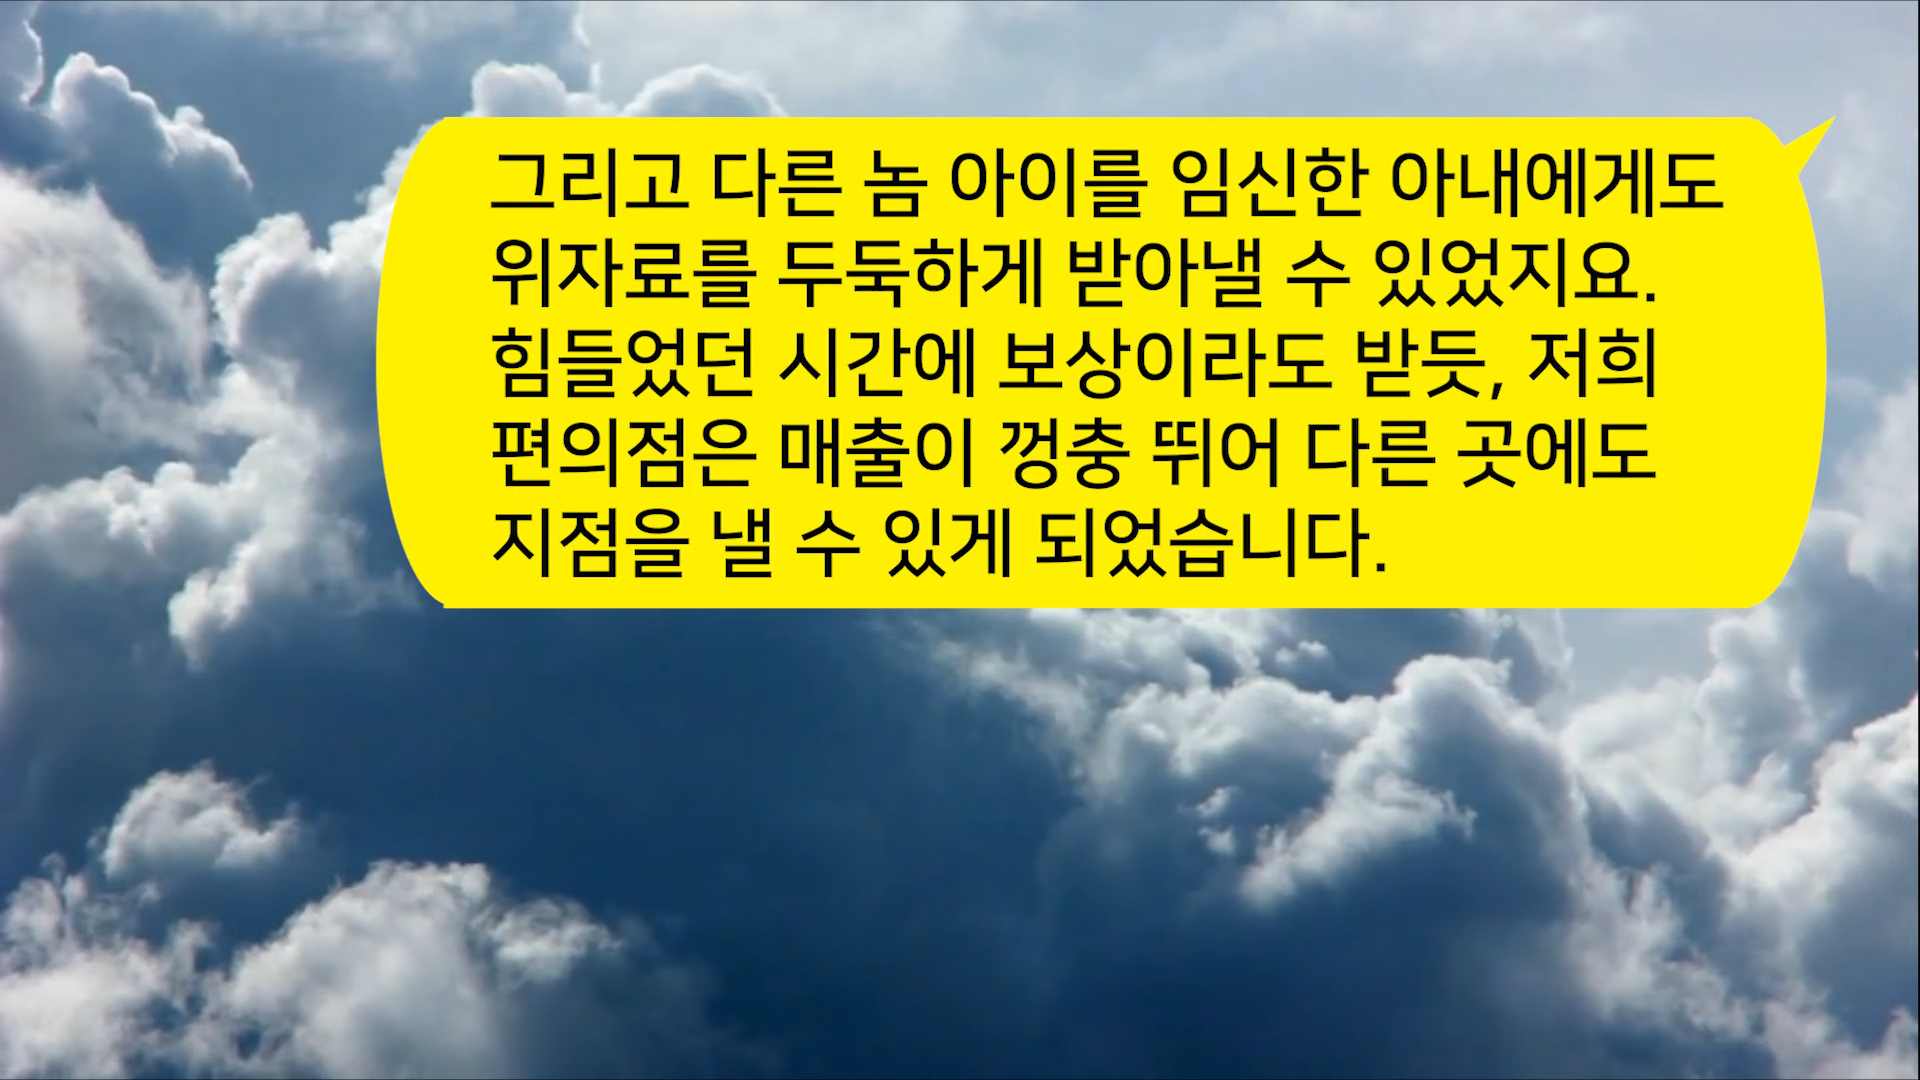 그리고 다른 놈 아이를 임신한 아내에게도
위자료를 두둑하게 받아낼 수 있었지요.
힘들었던 시간에 보상이라도 받듯, 저희
편의점은 매출이 껑충 뛰어 다른 곳에도
지점을 낼 수 있게 되었습니다.